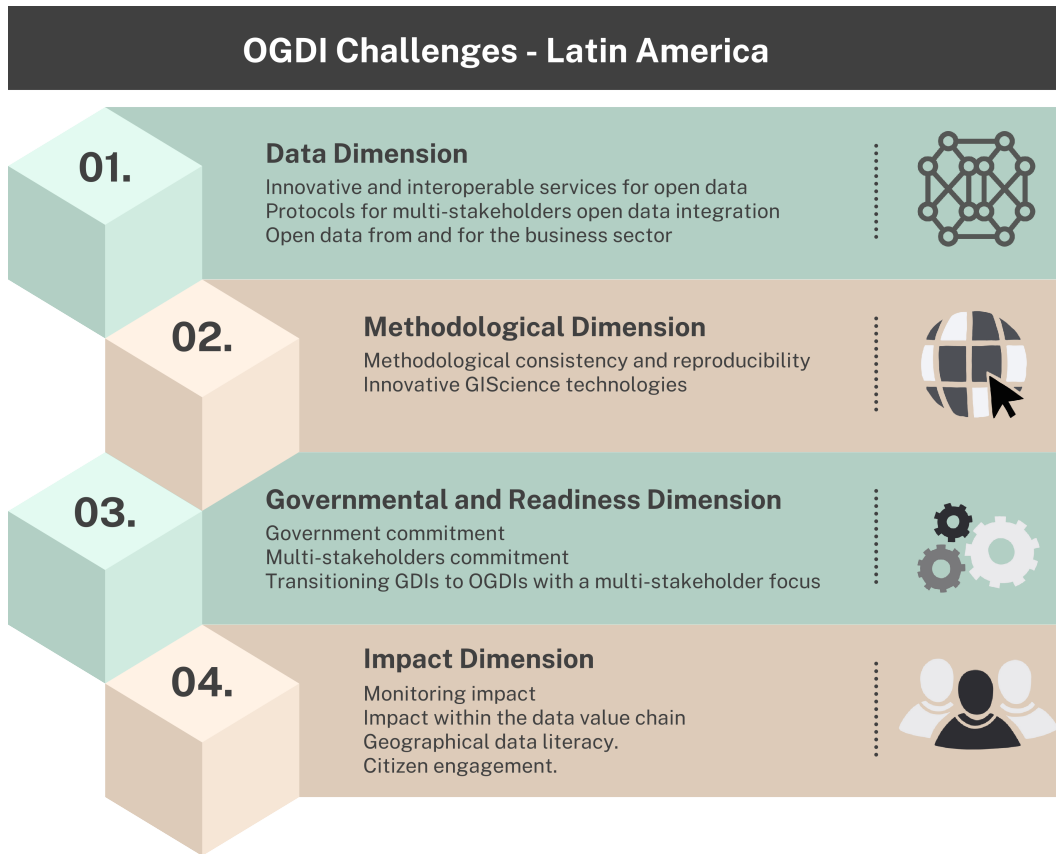 OGDI Challenges - Latin America
01.
Data Dimension
Innovative and interoperable services for open data
Protocols for multi-stakeholders open data integration
Open data from and for the business sector
02.
Methodological Dimension
Methodological consistency and reproducibility
Innovative GIScience technologies
03.
Governmental and Readiness Dimension
Government commitment
Multi-stakeholders commitment
Transitioning GDIs to OGDIs with a multi-stakeholder focus
04.
Impact Dimension
Monitoring impact
Impact within the data value chain
Geographical data literacy.
Citizen engagement.